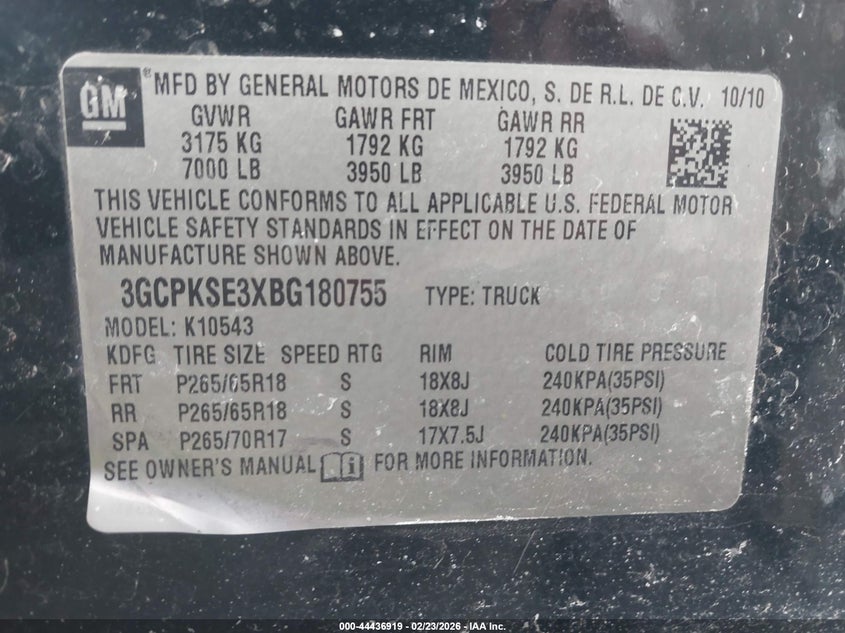 GM ® MFD BY GENERAL MOTORS DE MEXICO, S. DE R.L. DE C.V. 10/10
GVWR GAWR FRT GAWR RR
3175 KG 1792 KG 1792 KG
7000 LB 3950 LB 3950 LB
THIS VEHICLE CONFORMS TO ALL APPLICABLE U.S. FEDERAL MOTOR
VEHICLE SAFETY STANDARDS IN EFFECT ON THE DATE OF
MANUFACTURE SHOWN ABOVE.
3GCPKSE3XBG180755 TYPE: TRUCK
MODEL: K10543
KDFG TIRE SIZE SPEED RTG RIM COLD TIRE PRESSURE
FRT P265/65R18 S 18X8J 240KPA(35PSI)
RR P265/65R18 S 18X8J 240KPA(35PSI)
SPA P265/70R17 S 17X7.5J 240KPA(35PSI)
SEE OWNER'S MANUAL FOR MORE INFORMATION.
000-44436919 - 02/23/2026 - IAA Inc.